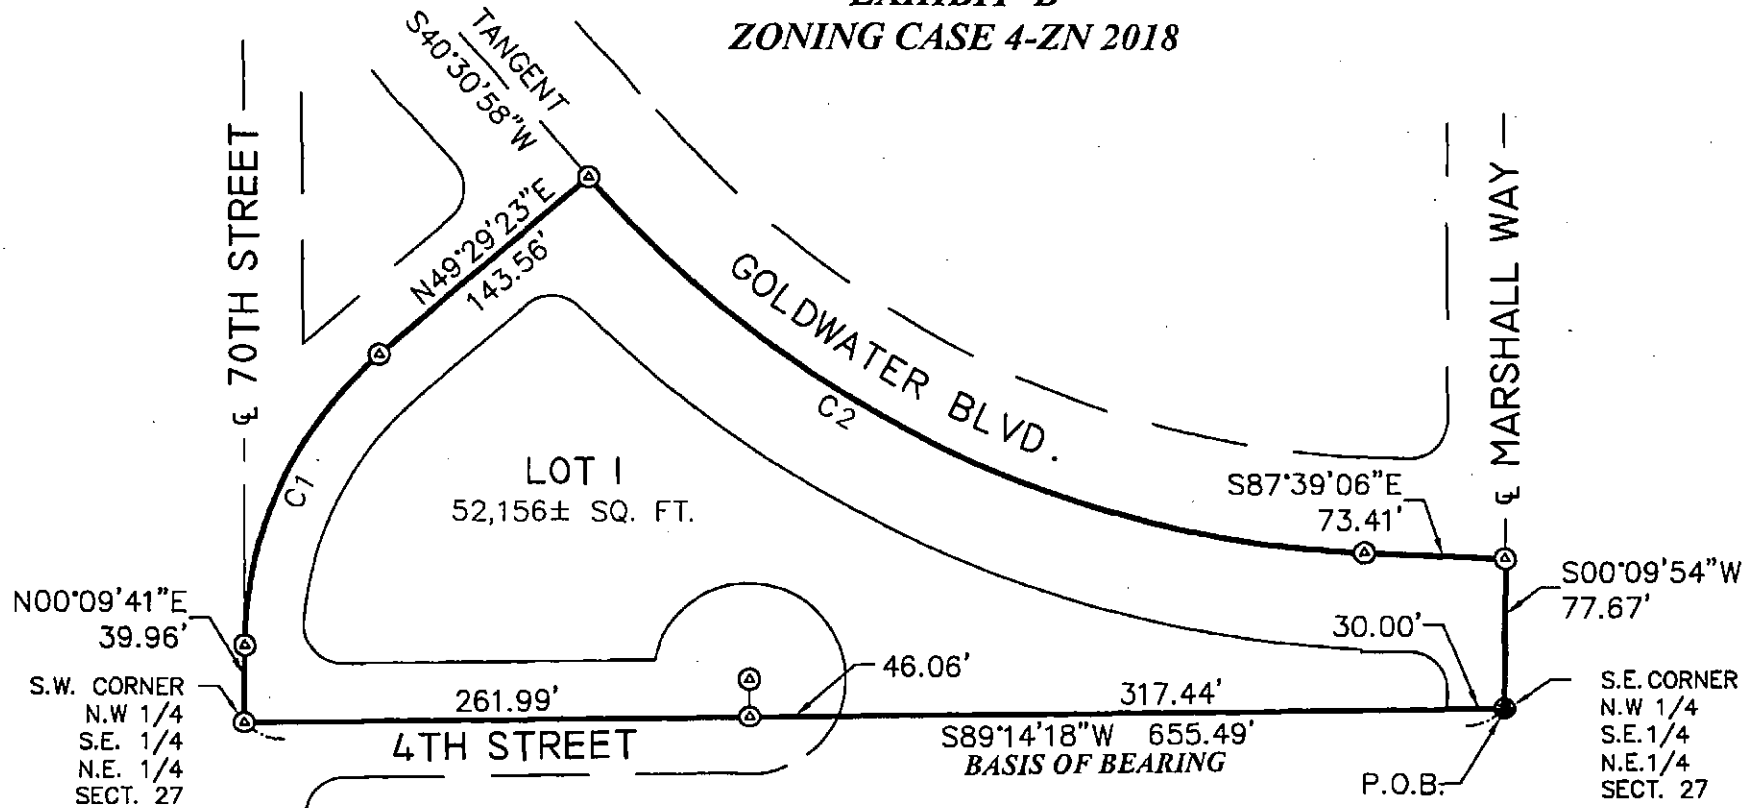 ZONING CASE 4-ZN 2018
TANGENT
S40°30'58"W
℄ 70TH STREET
℄ MARSHALL WAY
N49°29'23"E
143.56'
GOLDWATER BLVD.
C2
C1
LOT 1
52,156± SQ. FT.
S87°39'06"E
73.41'
S00°09'54"W
77.67'
N00°09'41"E
39.96'
30.00'
46.06'
S.W. CORNER
N.W 1/4
S.E. 1/4
N.E. 1/4
SECT. 27
261.99'
317.44'
4TH STREET
S89°14'18"W 655.49'
BASIS OF BEARING
P.O.B.
S.E. CORNER
N.W 1/4
S.E.1/4
N.E.1/4
SECT. 27